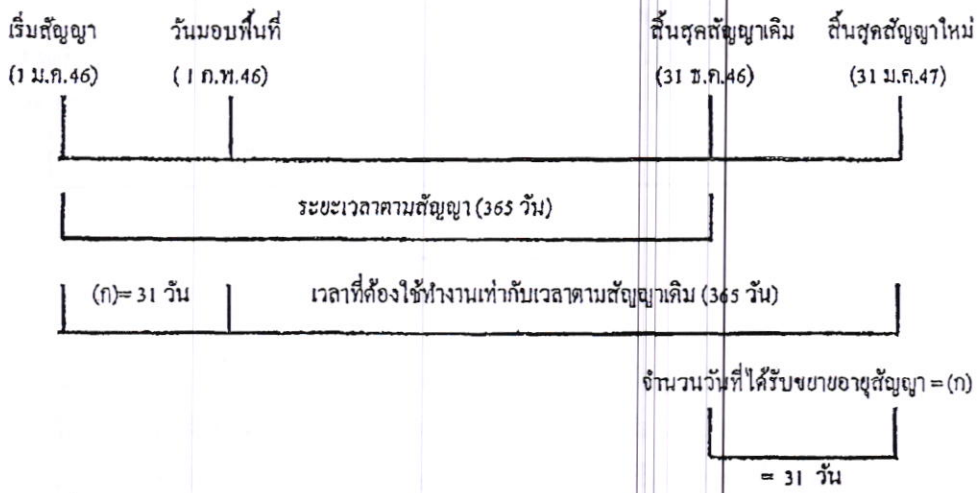 เริ่มสัญญา วันมอบพื้นที่ สิ้นสุดสัญญาเดิม สิ้นสุดสัญญาใหม่
(1 ม.ค.46) (1 ก.พ.46) (31 ธ.ค.46) (31 ม.ค.47)
ระยะเวลาตามสัญญา (365 วัน)
(ก)= 31 วัน เวลาที่ต้องใช้ทำงานเท่ากับเวลาตามสัญญาเดิม (365 วัน)
จำนวนวันที่ได้รับขยายอายุสัญญา = (ก)
= 31 วัน